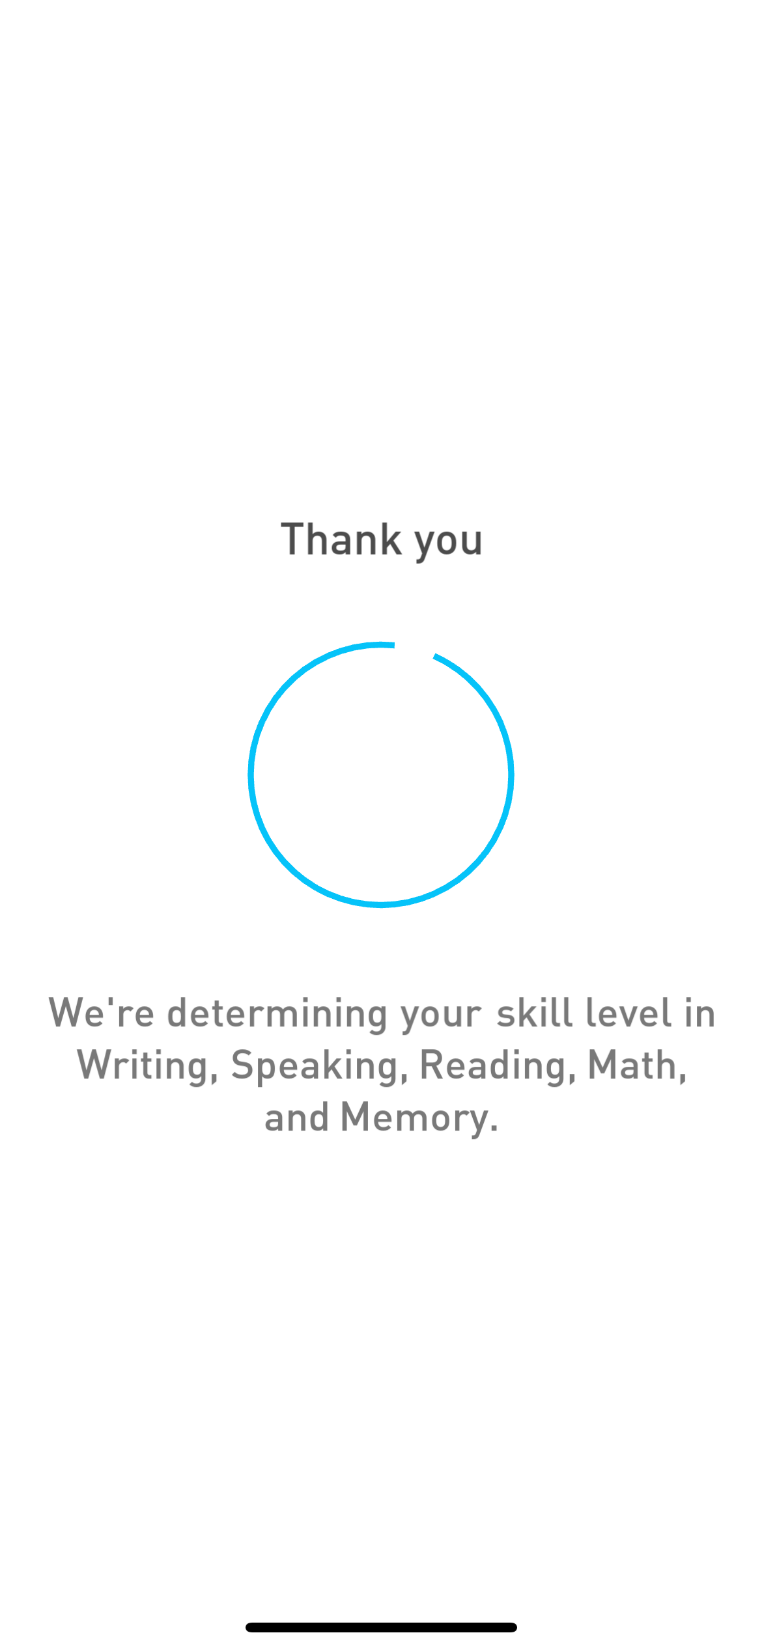 Thank you
We're determining your skill level in
Writing, Speaking, Reading, Math,
and Memory.